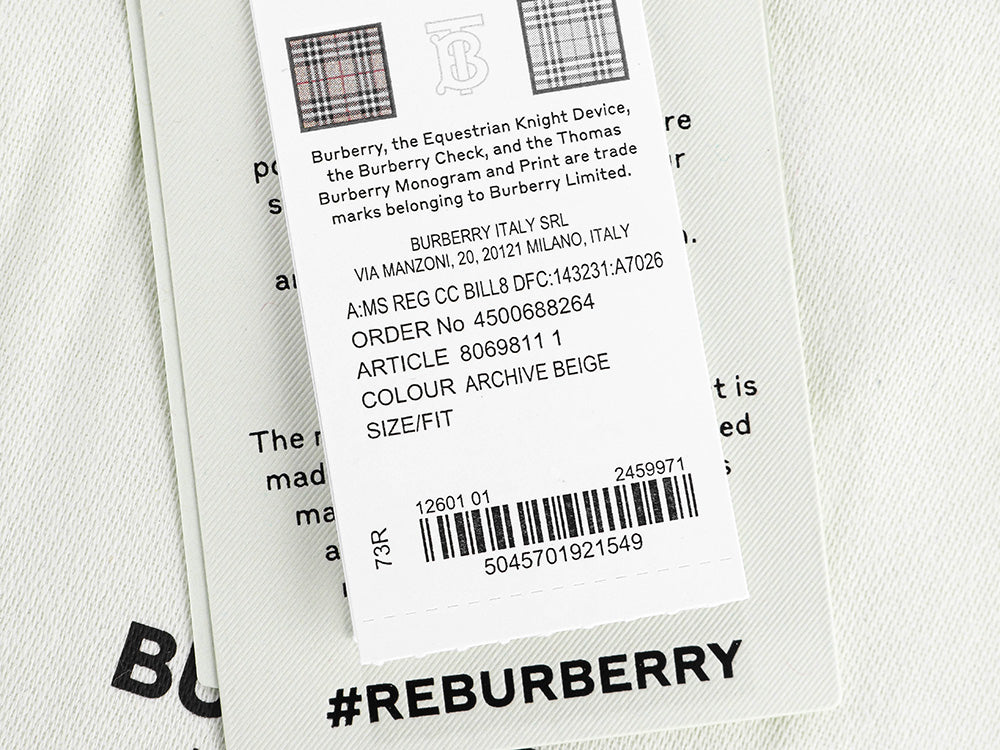 Burberry, the Equestrian Knight Device,
the Burberry Check, and the Thomas
Burberry Monogram and Print are trade
marks belonging to Burberry Limited.
BURBERRY ITALY SRL
VIA MANZONI, 20, 20121 MILANO, ITALY
A:MS REG CC BILL8 DFC:143231:A7026
ORDER No 4500688264
ARTICLE 8069811 1
COLOUR ARCHIVE BEIGE
SIZE/FIT
12601 01 2459971
73R
5045701921549
The
t is
#REBURBERRY